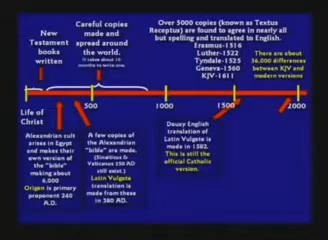 New
Testament
books
written
Careful copies
made and
spread around
the world.
It takes about 10
months to write one.
Over 5000 copies (known as Textus
Receptus) are found to agree in nearly all
but spelling and translated to English.
Erasmus-1516
Luther-1522
Tyndale-1525
Geneva-1560
KJV-1611
There are about
36,000 differences
between KJV and
modern versions
500
1000
1500
2000
Life of
Christ
Alexandrian cult
arises in Egypt
and makes their
own version of
the "bible"
making about
6,000
Origen is primary
proponent 240
A.D.
A few copies of
the Alexandrian
"bible" are made.
(Sinaiticus &
Vaticanus 350 AD
still exist.)
Latin Vulgate
translation is
made from these
in 380 AD.
Douay English
translation of
Latin Vulgate is
made in 1582.
This is still the
official Catholic
version.